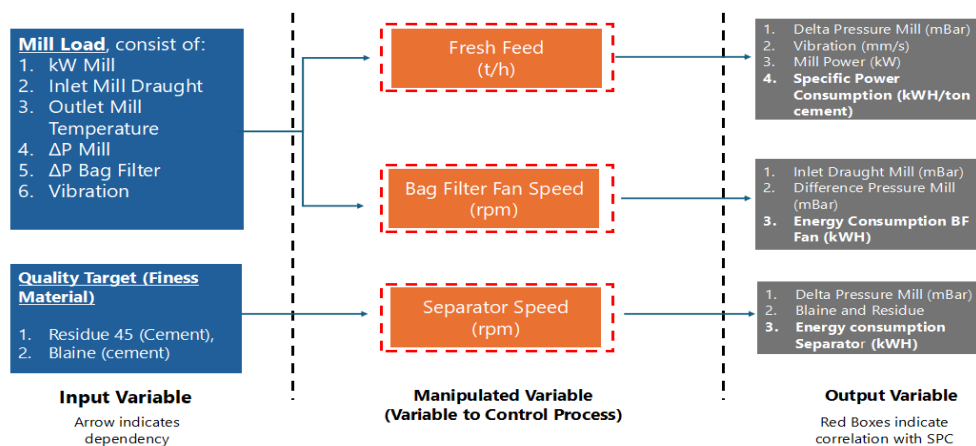 Mill Load, consist of:
1. kW Mill
2. Inlet Mill Draught
3. Outlet Mill
Temperature
4. ΔP Mill
5. ΔP Bag Filter
6. Vibration
Quality Target (Finess
Material)
1. Residue 45 (Cement),
2. Blaine (cement)
Input Variable
Arrow indicates
dependency
Fresh Feed
(t/h)
Bag Filter Fan Speed
(rpm)
Separator Speed
(rpm)
Manipulated Variable
(Variable to Control Process)
1. Delta Pressure Mill (mBar)
2. Vibration (mm/s)
3. Mill Power (kW)
4. Specific Power
Consumption (kWH/ton
cement)
1. Inlet Draught Mill (mBar)
2. Difference Pressure Mill
(mBar)
3. Energy Consumption BF
Fan (kWH)
1. Delta Pressure Mill (mBar)
2. Blaine and Residue
3. Energy consumption
Separator (kWH)
Output Variable
Red Boxes indicate
correlation with SPC